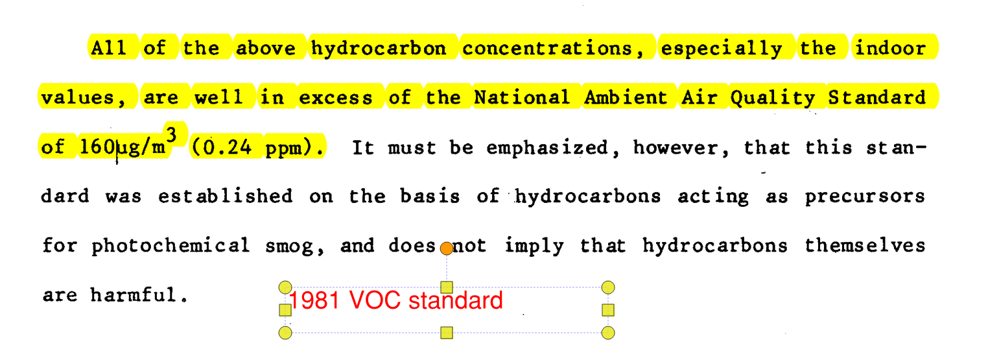 All of the above hydrocarbon concentrations, especially the indoor
values, are well in excess of the National Ambient Air Quality Standard
of 160µg/m³ (0.24 ppm). It must be emphasized, however, that this stan-
dard was established on the basis of hydrocarbons acting as precursors
for photochemical smog, and does not imply that hydrocarbons themselves
are harmful.
1981 VOC standard